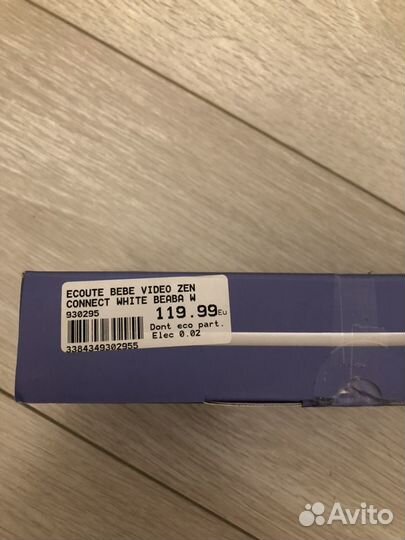 ECOUTE BEBE VIDEO ZEN
CONNECT WHITE BEABA W
930295
119.99Eu
Dont eco part.
Elec 0.02
3384349302955
Avito